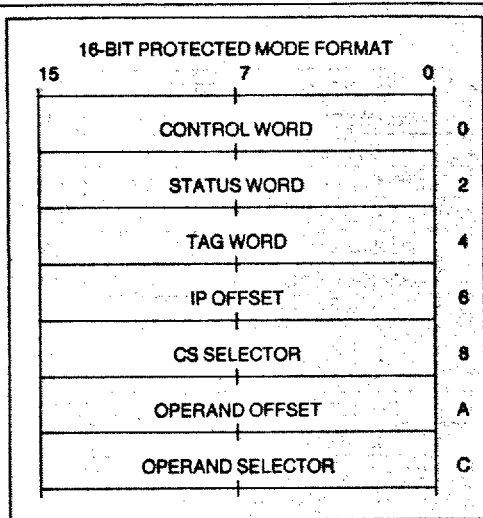 16-BIT PROTECTED MODE FORMAT
15 7 0
CONTROL WORD 0
STATUS WORD 2
TAG WORD 4
IP OFFSET 6
CS SELECTOR 8
OPERAND OFFSET A
OPERAND SELECTOR C